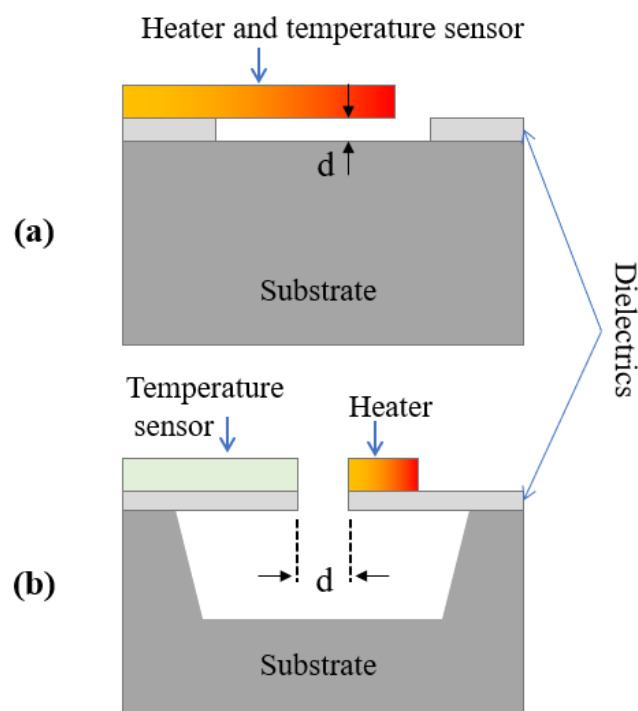 Heater and temperature sensor
d
(a)
Substrate
Dielectrics
Temperature
sensor
Heater
d
(b)
Substrate